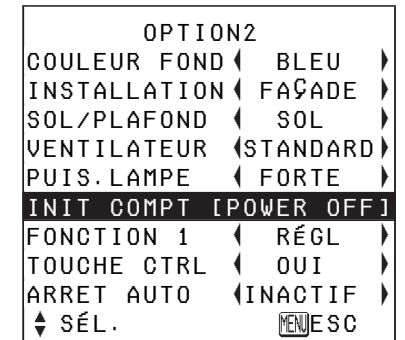 OPTION2
COULEUR FOND ◀ BLEU ▶
INSTALLATION ◀ FAÇADE ▶
SOL/PLAFOND ◀ SOL ▶
VENTILATEUR ◀ STANDARD ▶
PUIS.LAMPE ◀ FORTE ▶
INIT COMPT [POWER OFF]
FONCTION 1 ◀ RÉGL ▶
TOUCHE CTRL ◀ OUI ▶
ARRET AUTO ◀ INACTIF ▶
▲▼ SÉL. MENU ESC